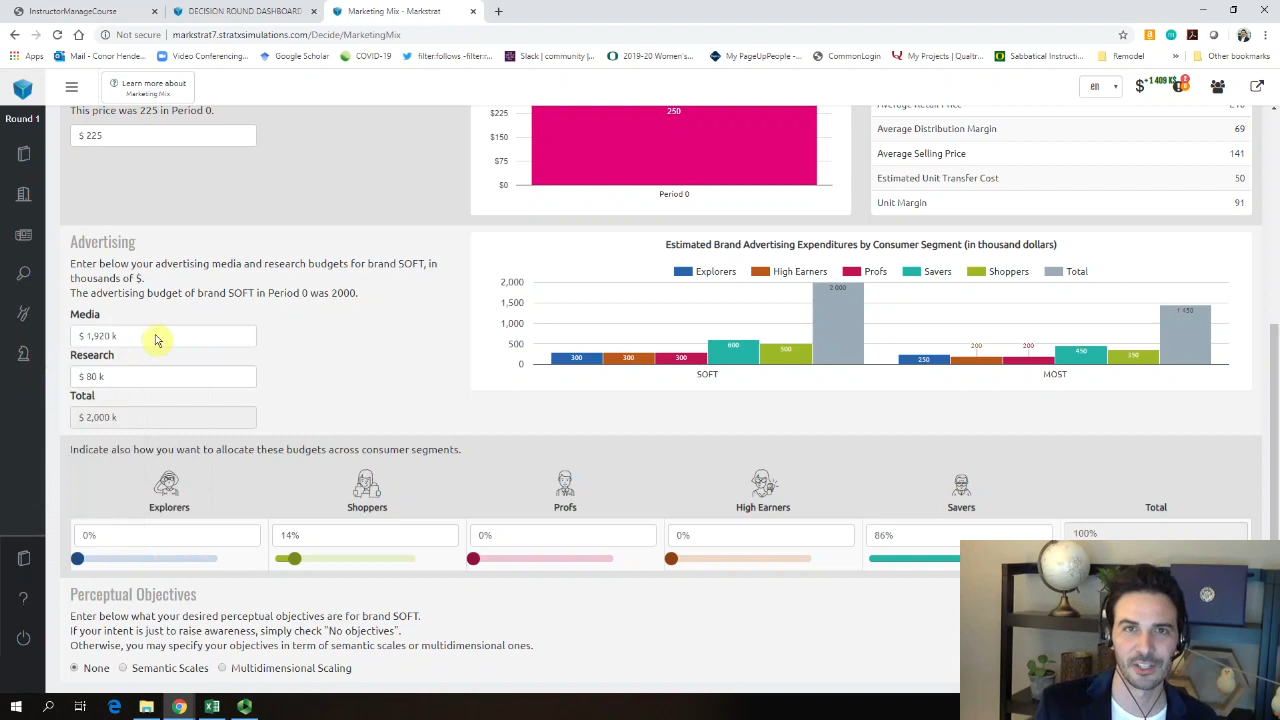 InstructorManageCourse
DECISION ROUND DASHBOARD
Marketing Mix - Markstrat
Not secure
markstrat7.stratxsimulations.com/Decide/MarketingMix
Apps
Mail - Conor Hende...
Video Conferencing
Google Scholar
COVID-19
filter:follows -filter:r...
Slack | community |...
2019-20 Women's...
My PageUpPeople -...
CommonLogin
My Projects | Qualtr...
Sabbatical Instructi...
Remodel
»
Other bookmarks
Learn more about
Marketing Mix
en
$ +1 409 K$
Round 1
This price was 225 in Period 0.
$ 225
250
$225
$150
$75
$0
Period 0
Average Distribution Margin 69
Average Selling Price 141
Estimated Unit Transfer Cost 50
Unit Margin 91
Advertising
Enter below your advertising media and research budgets for brand SOFT, in
thousands of $.
The advertising budget of brand SOFT in Period 0 was 2000.
Media
$ 1,920 k
Research
$ 80 k
Total
$ 2,000 k
Estimated Brand Advertising Expenditures by Consumer Segment (in thousand dollars)
Explorers High Earners Profs Savers Shoppers Total
2,000
1,500
1,000
500
0
300 300 300 600 500 2 000
250 200 200 450 350 1 450
SOFT MOST
Indicate also how you want to allocate these budgets across consumer segments.
Explorers Shoppers Profs High Earners Savers Total
0% 14% 0% 0% 86% 100%
Perceptual Objectives
Enter below what your desired perceptual objectives are for brand SOFT.
If your intent is just to raise awareness, simply check "No objectives".
Otherwise, you may specify your objectives in term of semantic scales or multidimensional ones.
None Semantic Scales Multidimensional Scaling